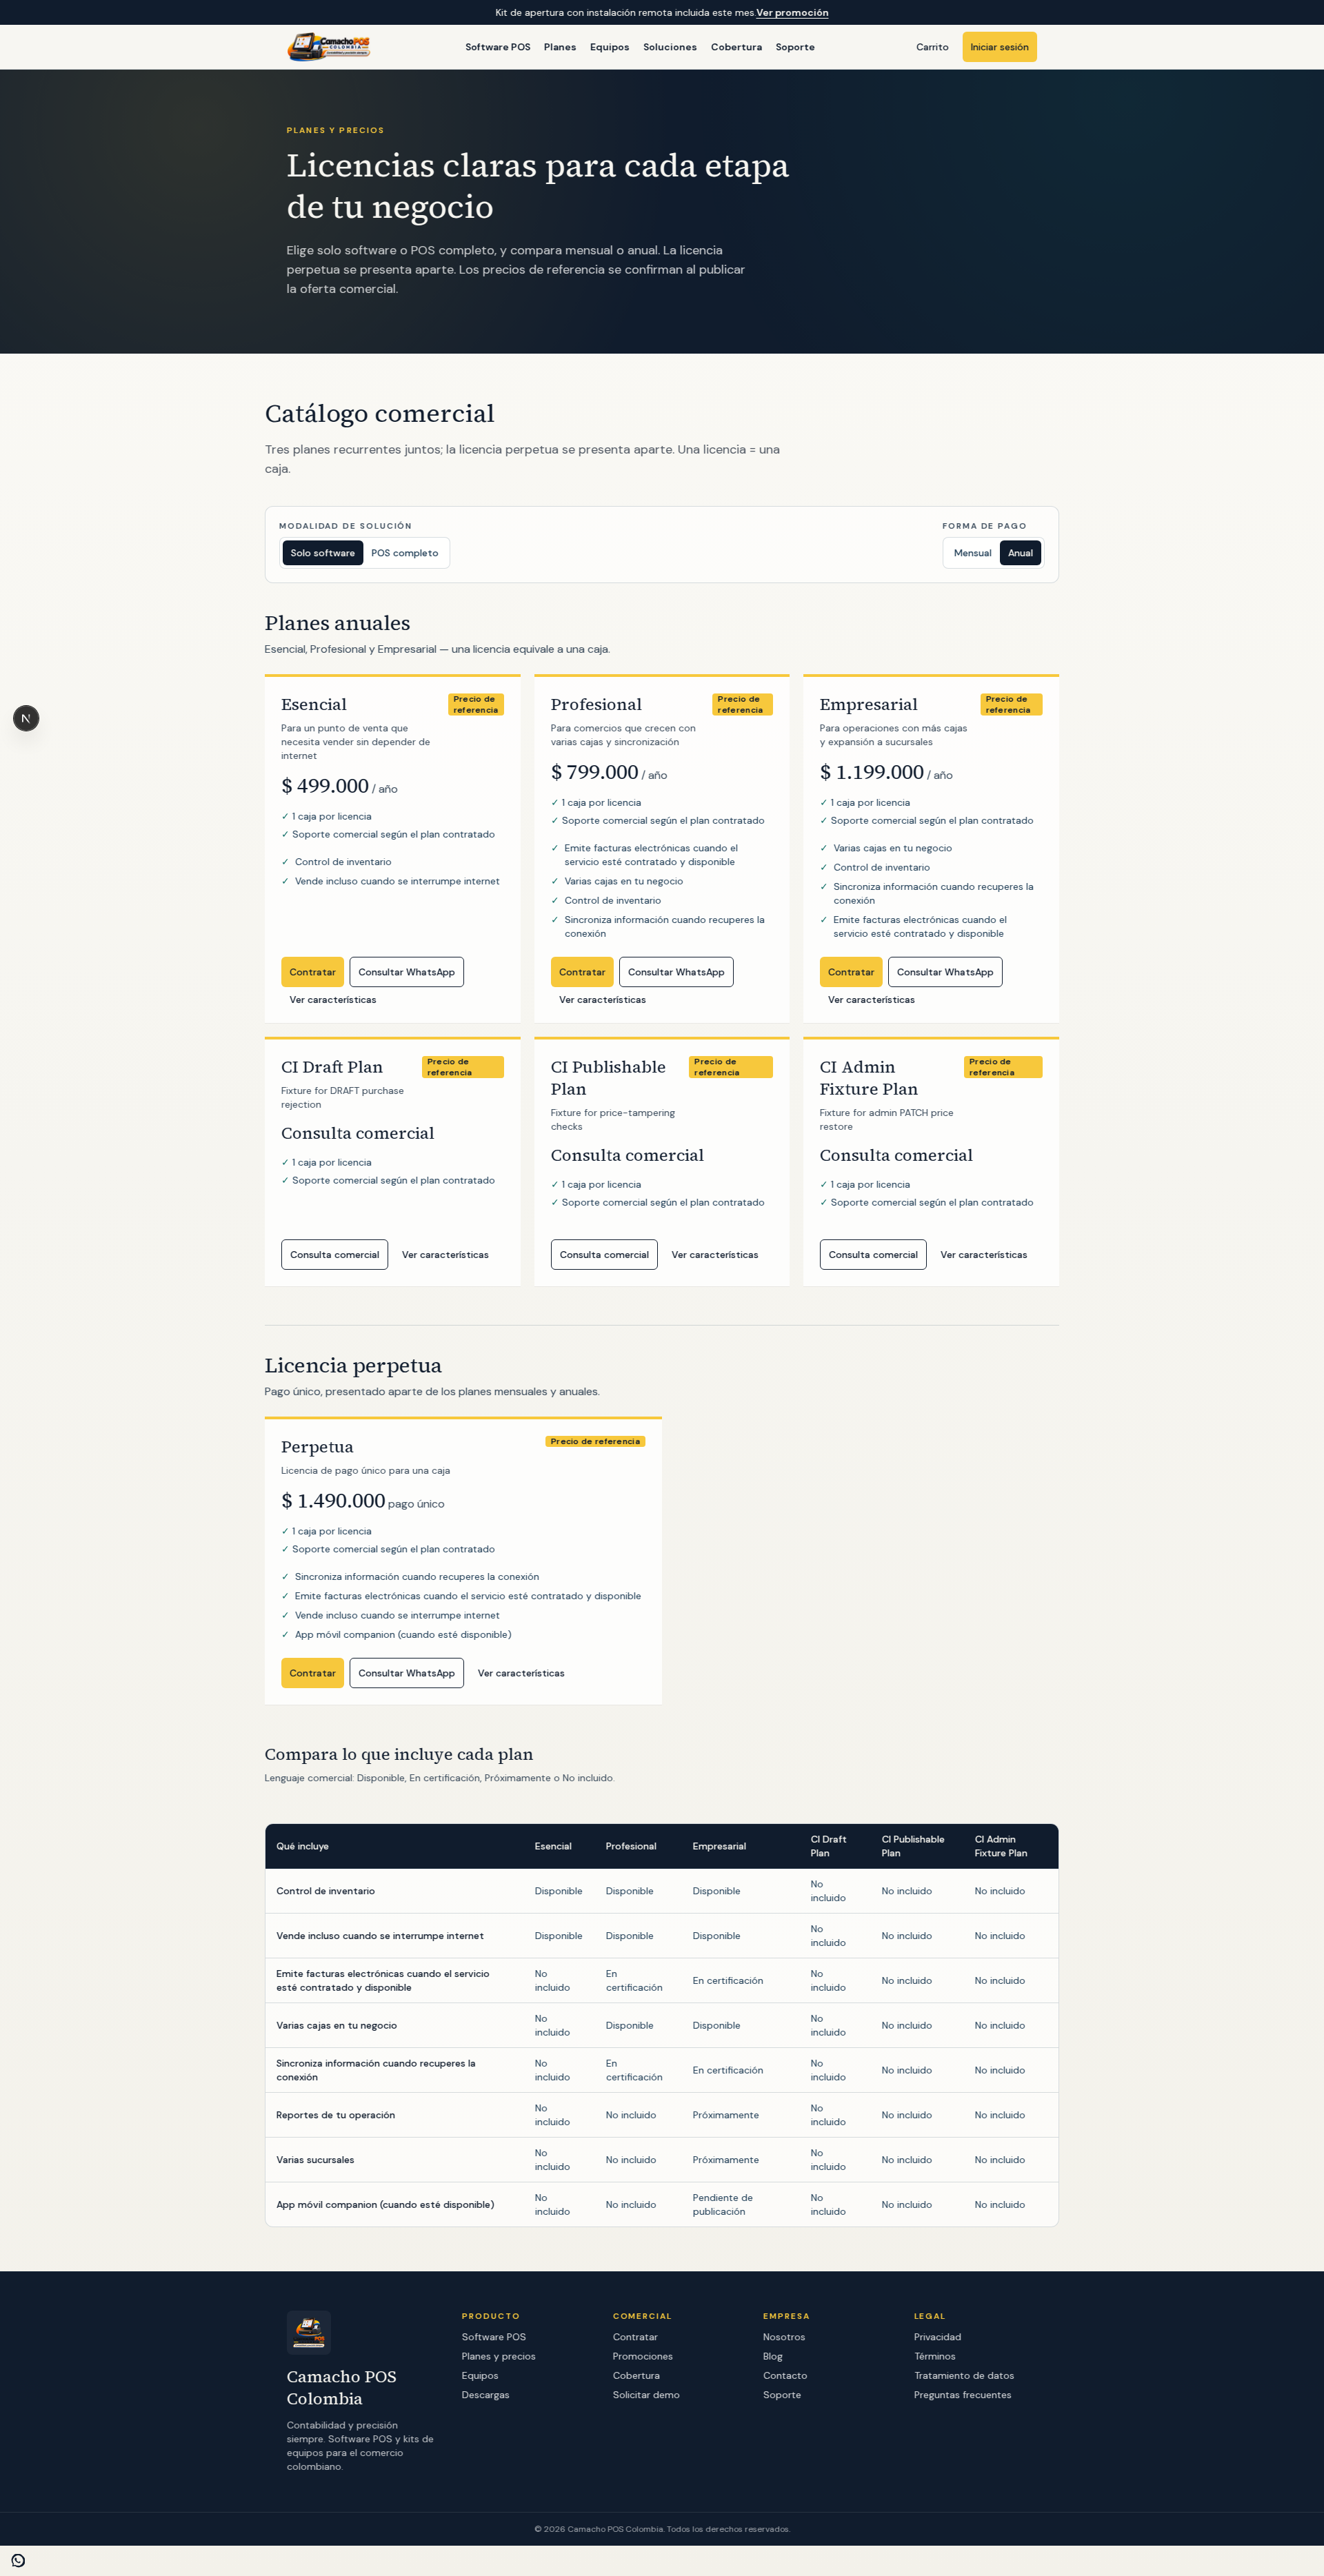 Kit de apertura con instalación remota incluida este mes.Ver promoción
CamachoPOS
COLOMBIA
Software POS Planes Equipos Soluciones Cobertura Soporte Carrito Iniciar sesión
PLANES Y PRECIOS
Licencias claras para cada etapa
de tu negocio
Elige solo software o POS completo, y compara mensual o anual. La licencia
perpetua se presenta aparte. Los precios de referencia se confirman al publicar
la oferta comercial.
Catálogo comercial
Tres planes recurrentes juntos; la licencia perpetua se presenta aparte. Una licencia = una
caja.
MODALIDAD DE SOLUCIÓN
Solo software POS completo
FORMA DE PAGO
Mensual Anual
Planes anuales
Esencial, Profesional y Empresarial — una licencia equivale a una caja.
Esencial
Precio de
referencia
Para un punto de venta que
necesita vender sin depender de
internet
$ 499.000 / año
✓ 1 caja por licencia
✓ Soporte comercial según el plan contratado
✓ Control de inventario
✓ Vende incluso cuando se interrumpe internet
Contratar Consultar WhatsApp
Ver características
Profesional
Precio de
referencia
Para comercios que crecen con
varias cajas y sincronización
$ 799.000 / año
✓ 1 caja por licencia
✓ Soporte comercial según el plan contratado
✓ Emite facturas electrónicas cuando el
servicio esté contratado y disponible
✓ Varias cajas en tu negocio
✓ Control de inventario
✓ Sincroniza información cuando recuperes la
conexión
Contratar Consultar WhatsApp
Ver características
Empresarial
Precio de
referencia
Para operaciones con más cajas
y expansión a sucursales
$ 1.199.000 / año
✓ 1 caja por licencia
✓ Soporte comercial según el plan contratado
✓ Varias cajas en tu negocio
✓ Control de inventario
✓ Sincroniza información cuando recuperes la
conexión
✓ Emite facturas electrónicas cuando el
servicio esté contratado y disponible
Contratar Consultar WhatsApp
Ver características
CI Draft Plan
Precio de
referencia
Fixture for DRAFT purchase
rejection
Consulta comercial
✓ 1 caja por licencia
✓ Soporte comercial según el plan contratado
Consulta comercial Ver características
CI Publishable
Plan
Precio de
referencia
Fixture for price-tampering
checks
Consulta comercial
✓ 1 caja por licencia
✓ Soporte comercial según el plan contratado
Consulta comercial Ver características
CI Admin
Fixture Plan
Precio de
referencia
Fixture for admin PATCH price
restore
Consulta comercial
✓ 1 caja por licencia
✓ Soporte comercial según el plan contratado
Consulta comercial Ver características
Licencia perpetua
Pago único, presentado aparte de los planes mensuales y anuales.
Perpetua
Precio de referencia
Licencia de pago único para una caja
$ 1.490.000 pago único
✓ 1 caja por licencia
✓ Soporte comercial según el plan contratado
✓ Sincroniza información cuando recuperes la conexión
✓ Emite facturas electrónicas cuando el servicio esté contratado y disponible
✓ Vende incluso cuando se interrumpe internet
✓ App móvil companion (cuando esté disponible)
Contratar Consultar WhatsApp Ver características
Compara lo que incluye cada plan
Lenguaje comercial: Disponible, En certificación, Próximamente o No incluido.
Qué incluye Esencial Profesional Empresarial CI Draft Plan CI Publishable Plan CI Admin Fixture Plan
Control de inventario Disponible Disponible Disponible No incluido No incluido No incluido
Vende incluso cuando se interrumpe internet Disponible Disponible Disponible No incluido No incluido No incluido
Emite facturas electrónicas cuando el servicio esté contratado y disponible No incluido En certificación En certificación No incluido No incluido No incluido
Varias cajas en tu negocio No incluido Disponible Disponible No incluido No incluido No incluido
Sincroniza información cuando recuperes la conexión No incluido En certificación En certificación No incluido No incluido No incluido
Reportes de tu operación No incluido No incluido Próximamente No incluido No incluido No incluido
Varias sucursales No incluido No incluido Próximamente No incluido No incluido No incluido
App móvil companion (cuando esté disponible) No incluido No incluido Pendiente de publicación No incluido No incluido No incluido
Camacho POS
Colombia
Contabilidad y precisión
siempre. Software POS y kits de
equipos para el comercio
colombiano.
PRODUCTO
Software POS
Planes y precios
Equipos
Descargas
COMERCIAL
Contratar
Promociones
Cobertura
Solicitar demo
EMPRESA
Nosotros
Blog
Contacto
Soporte
LEGAL
Privacidad
Términos
Tratamiento de datos
Preguntas frecuentes
© 2026 Camacho POS Colombia. Todos los derechos reservados.